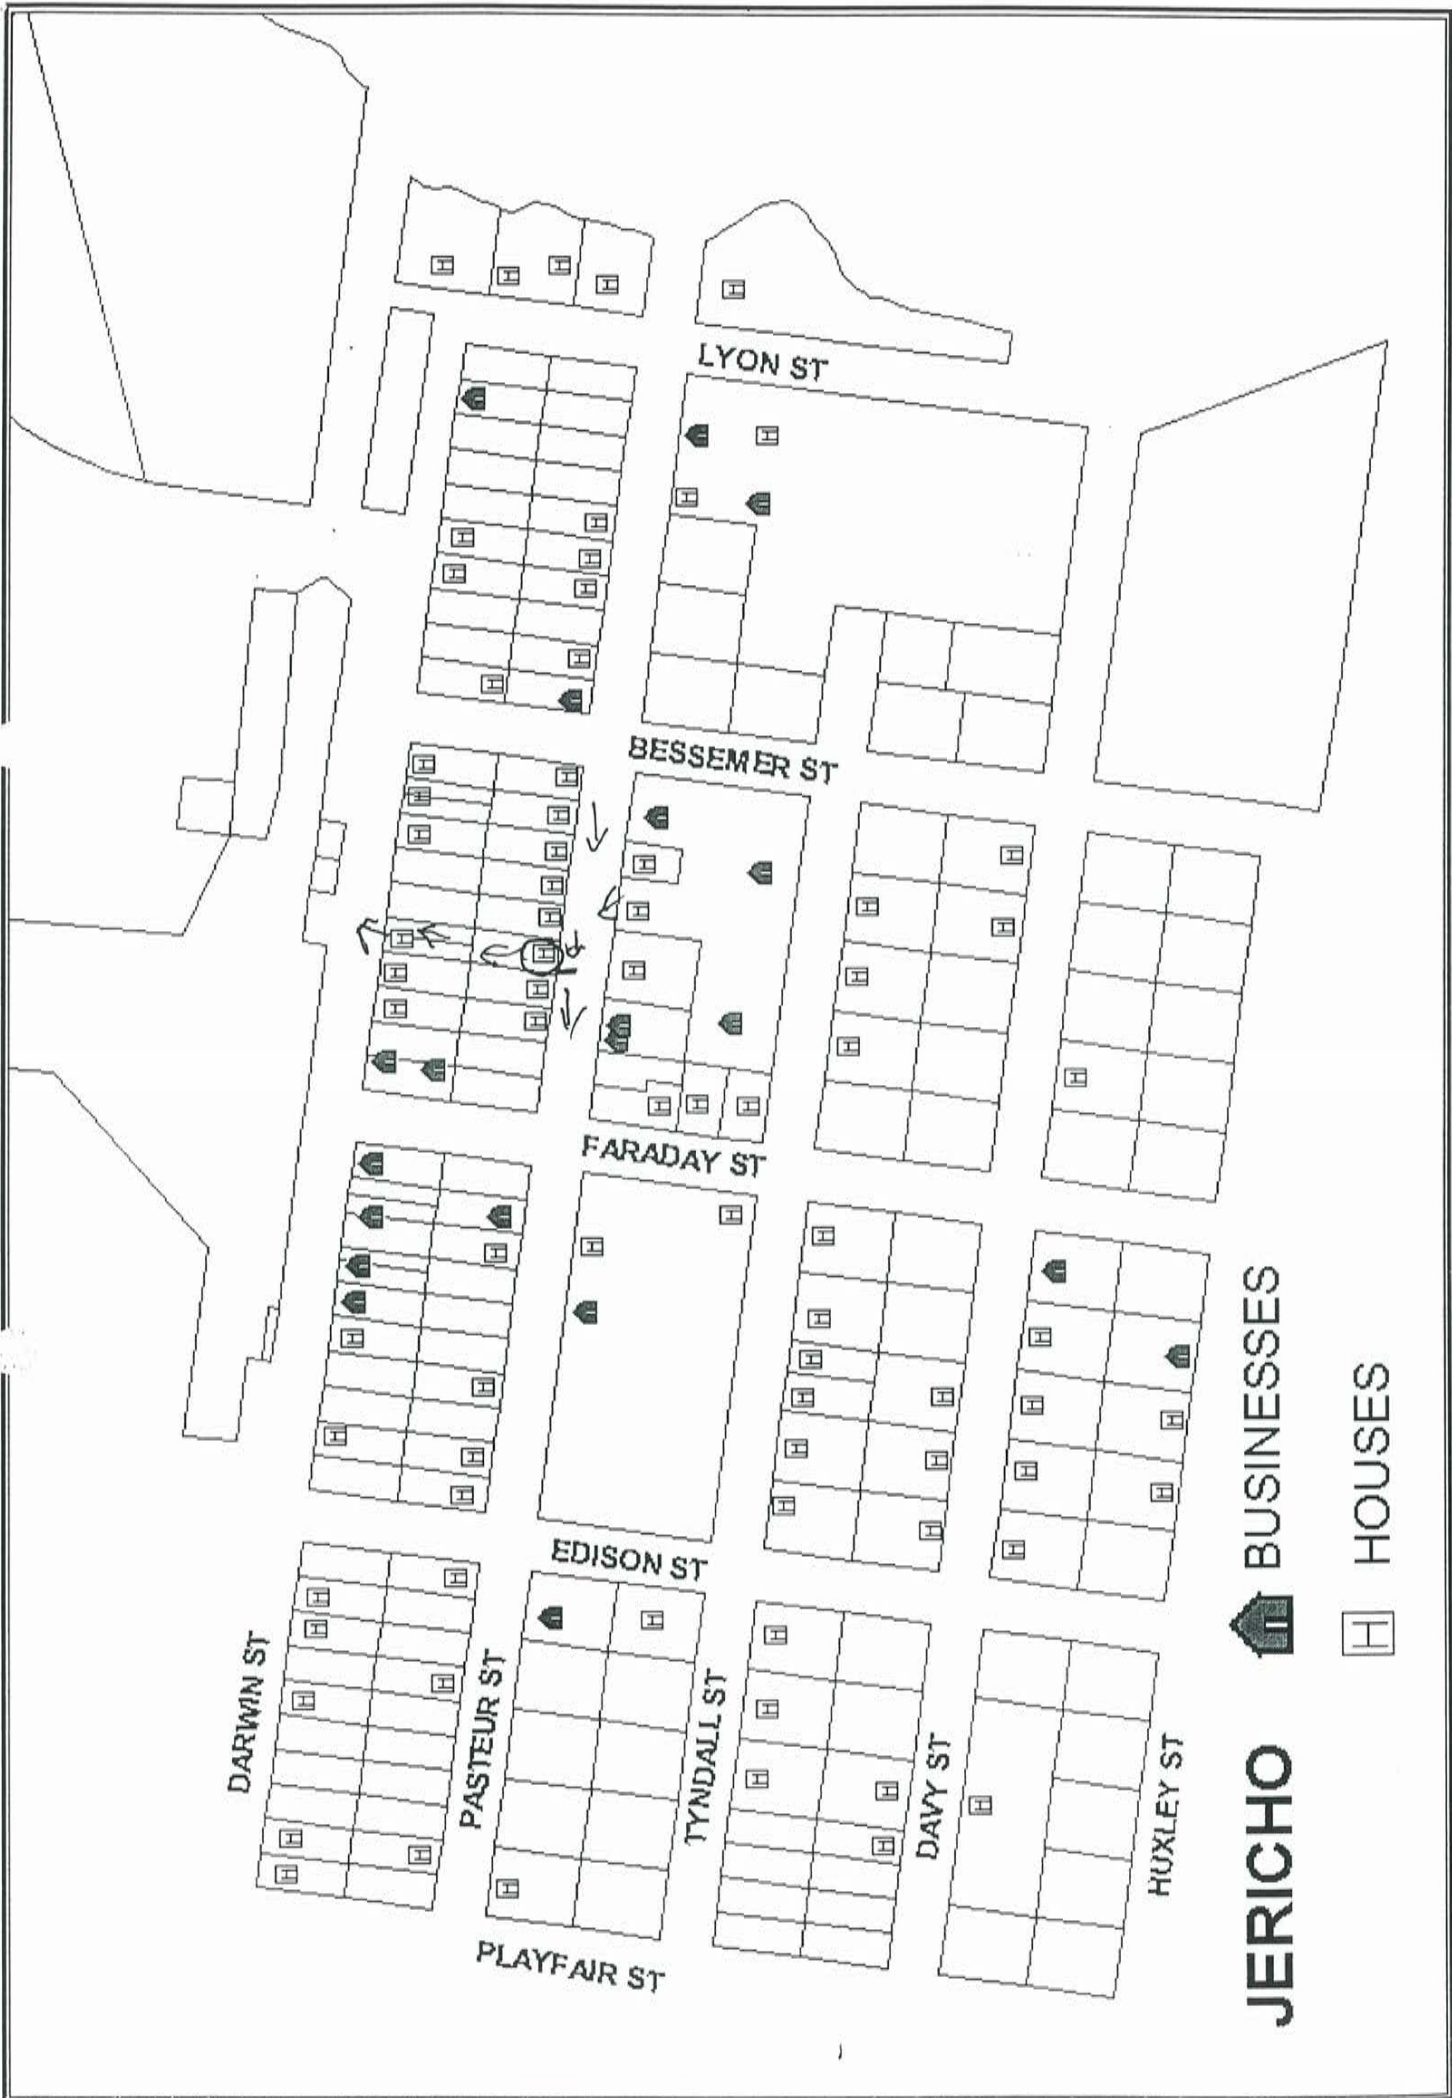 LYON ST
BESSEMER ST
FARADAY ST
EDISON ST
PLAYFAIR ST
DARWIN ST
PASTEUR ST
TYNDALL ST
DAVY ST
HUXLEY ST
JERICHO
BUSINESSES
H HOUSES